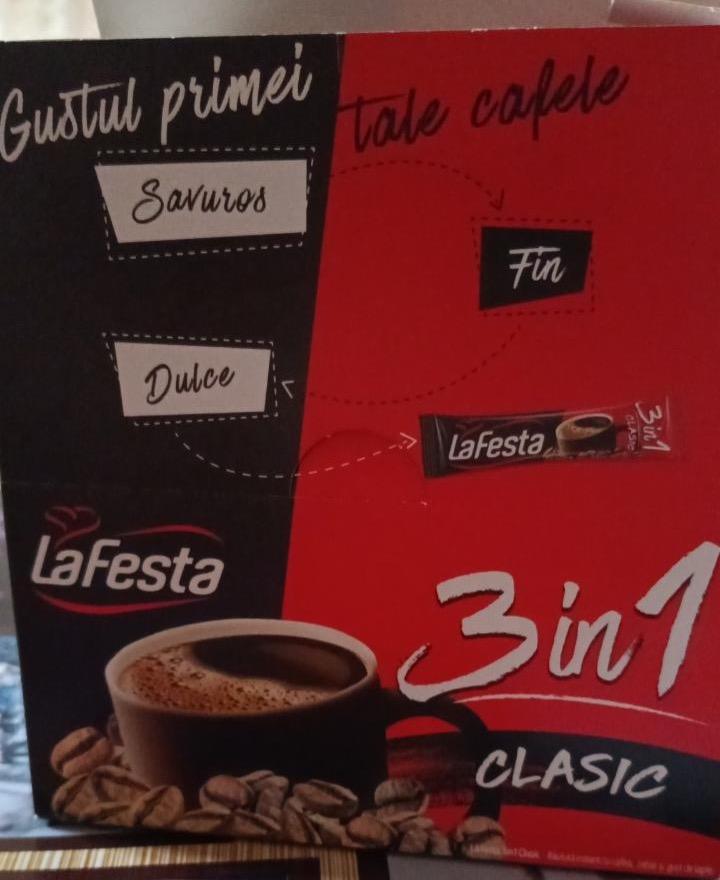 Gustul primei tale cafele
Savuros
Fin
Dulce
LaFesta
3in1
CLASIC
LaFesta
3in1
CLASIC